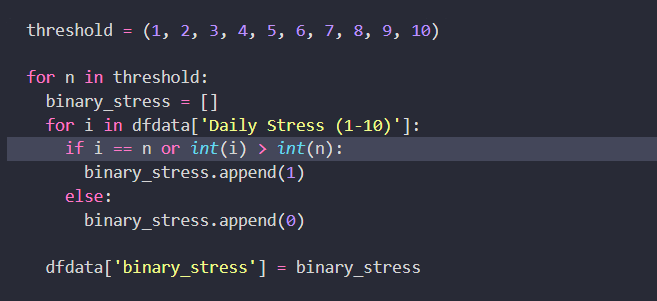 threshold = (1, 2, 3, 4, 5, 6, 7, 8, 9, 10)
for n in threshold:
binary_stress = []
for i in dfdata['Daily Stress (1-10)']:
if i == n or int(i) > int(n):
binary_stress.append(1)
else:
binary_stress.append(0)
dfdata['binary_stress'] = binary_stress